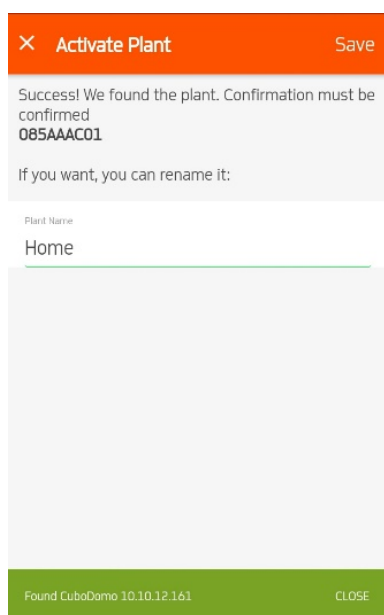 × Activate Plant Save
Success! We found the plant. Confirmation must be
confirmed
085AAAC01
If you want, you can rename it:
Plant Name
Home
Found CuboDomo 10.10.12.161 CLOSE